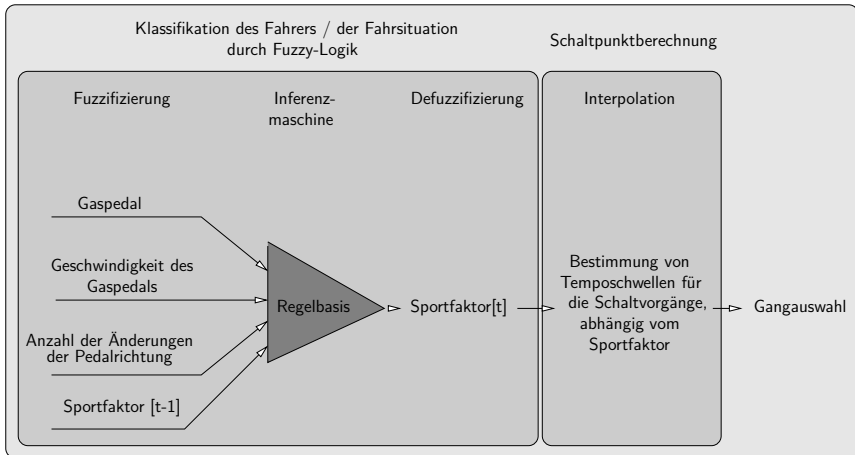 Klassifikation des Fahrers / der Fahrsituation
durch Fuzzy-Logik
Schaltpunktberechnung
Fuzzifizierung
Inferenz-
maschine
Defuzzifizierung
Interpolation
Gaspedal
Geschwindigkeit des
Gaspedals
Anzahl der Änderungen
der Pedalrichtung
Sportfaktor [t-1]
Regelbasis
Sportfaktor[t]
Bestimmung von
Temposchwellen für
die Schaltvorgänge,
abhängig vom
Sportfaktor
Gangauswahl